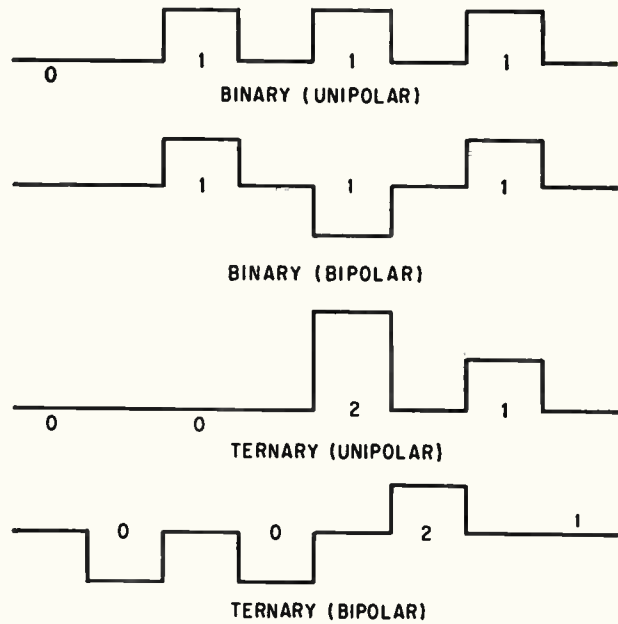 0 1 1 1
BINARY (UNIPOLAR)
1 1 1
BINARY (BIPOLAR)
0 0 2 1
TERNARY (UNIPOLAR)
0 0 2 1
TERNARY (BIPOLAR)